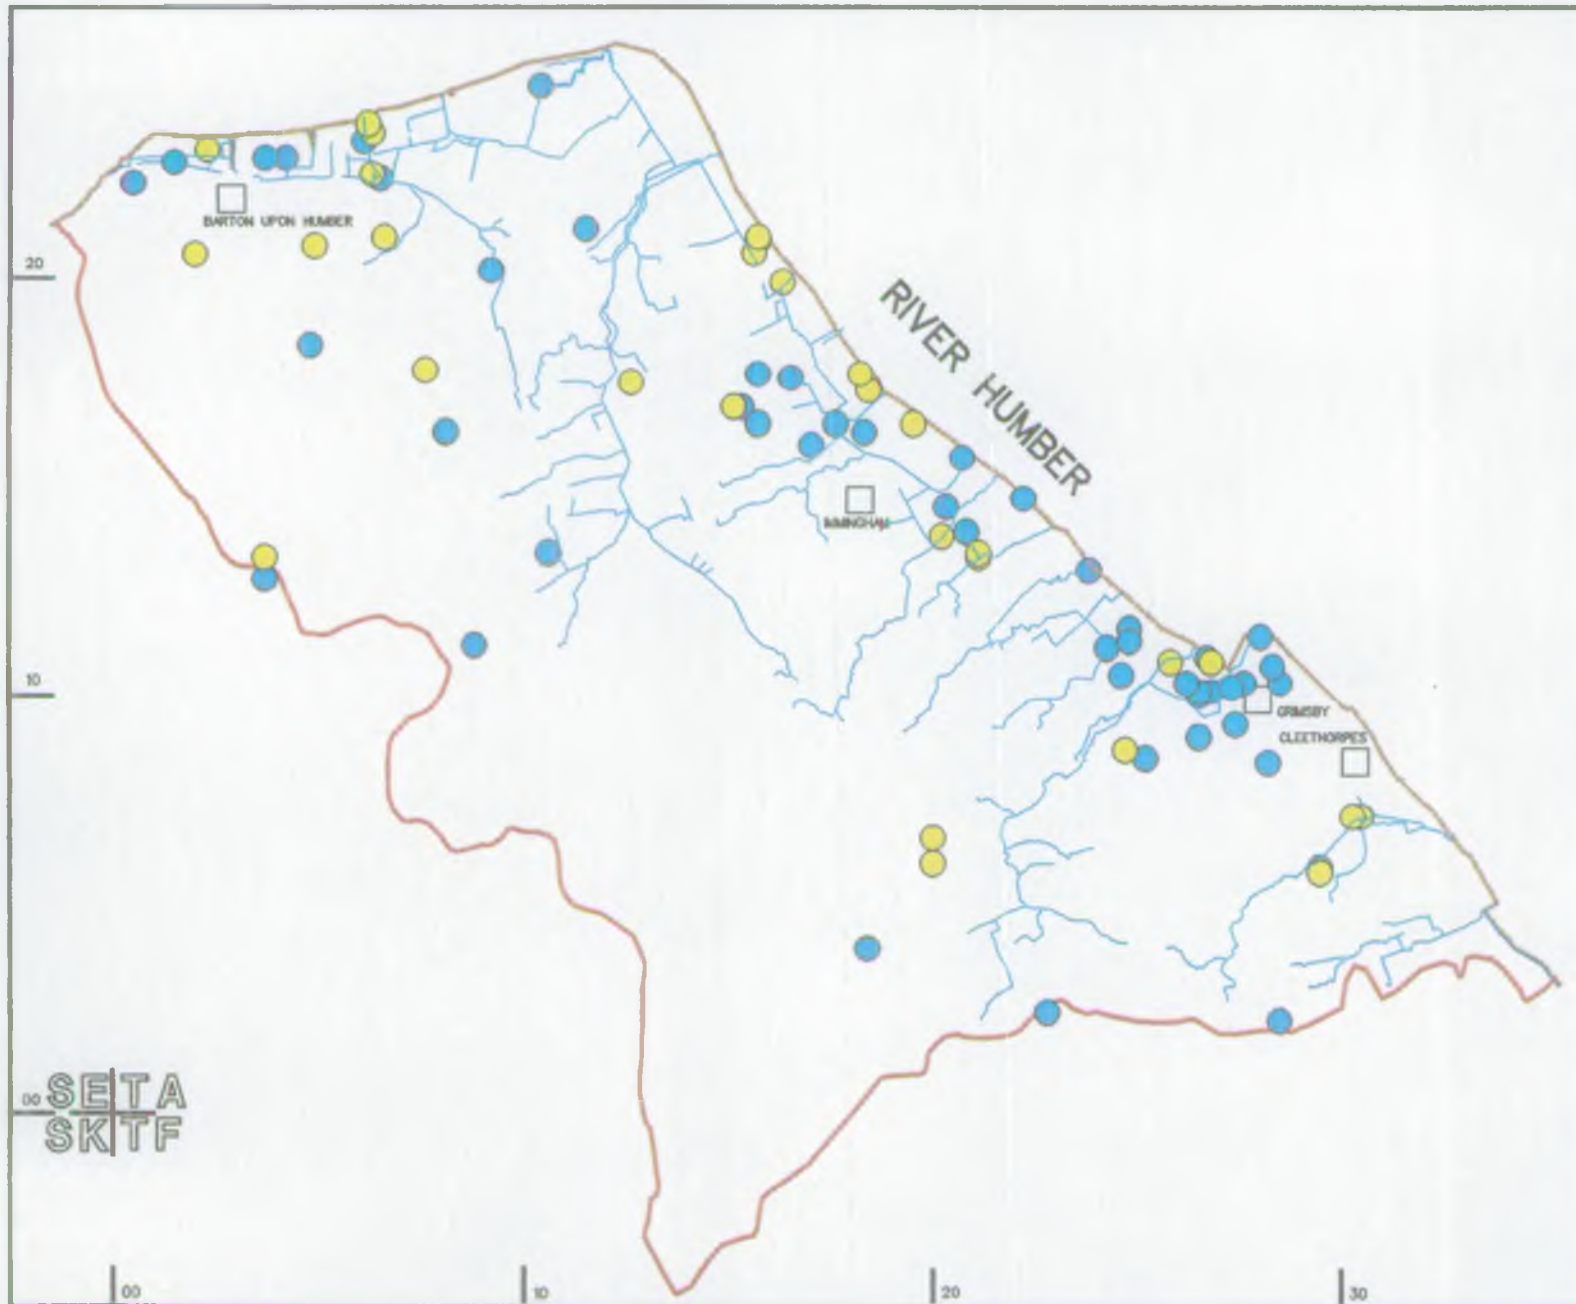 BARTON UPON HUMBER
20
RIVER HUMBER
IMMINGHAM
10
GRIMSBY
CLEETHORPES
00
SE TA
SK TF
00
10
20
30